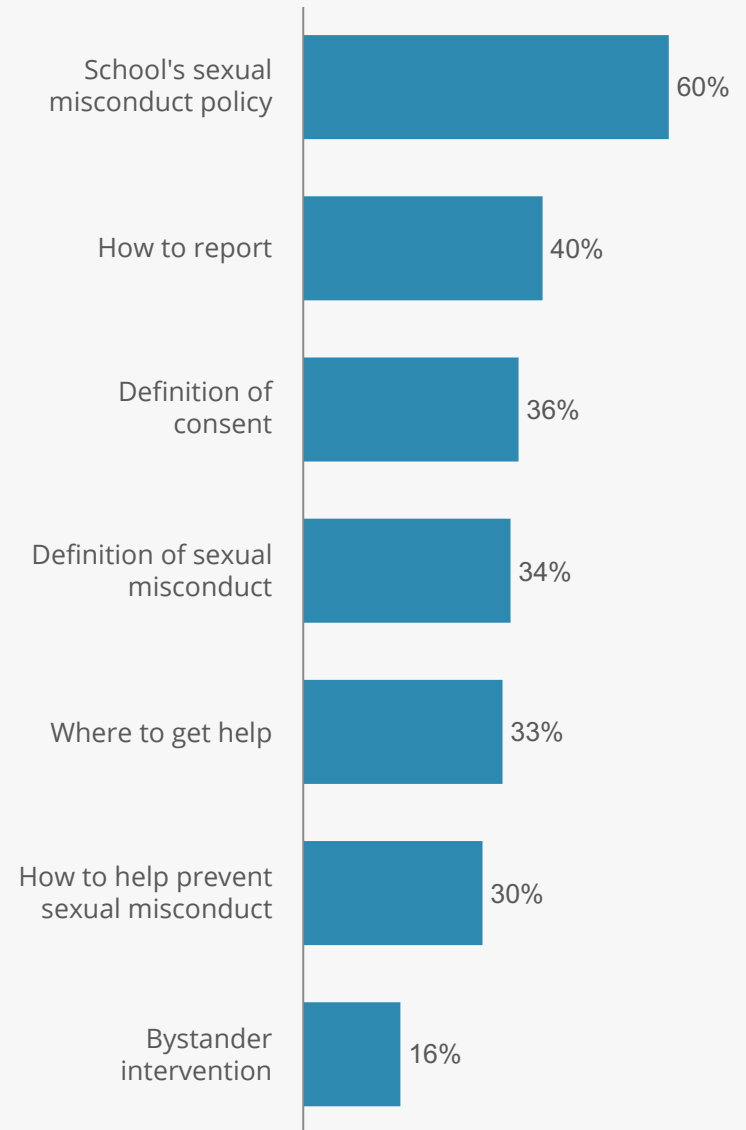 School's sexual
misconduct policy
60%
How to report
40%
Definition of
consent
36%
Definition of sexual
misconduct
34%
Where to get help
33%
How to help prevent
sexual misconduct
30%
Bystander
intervention
16%